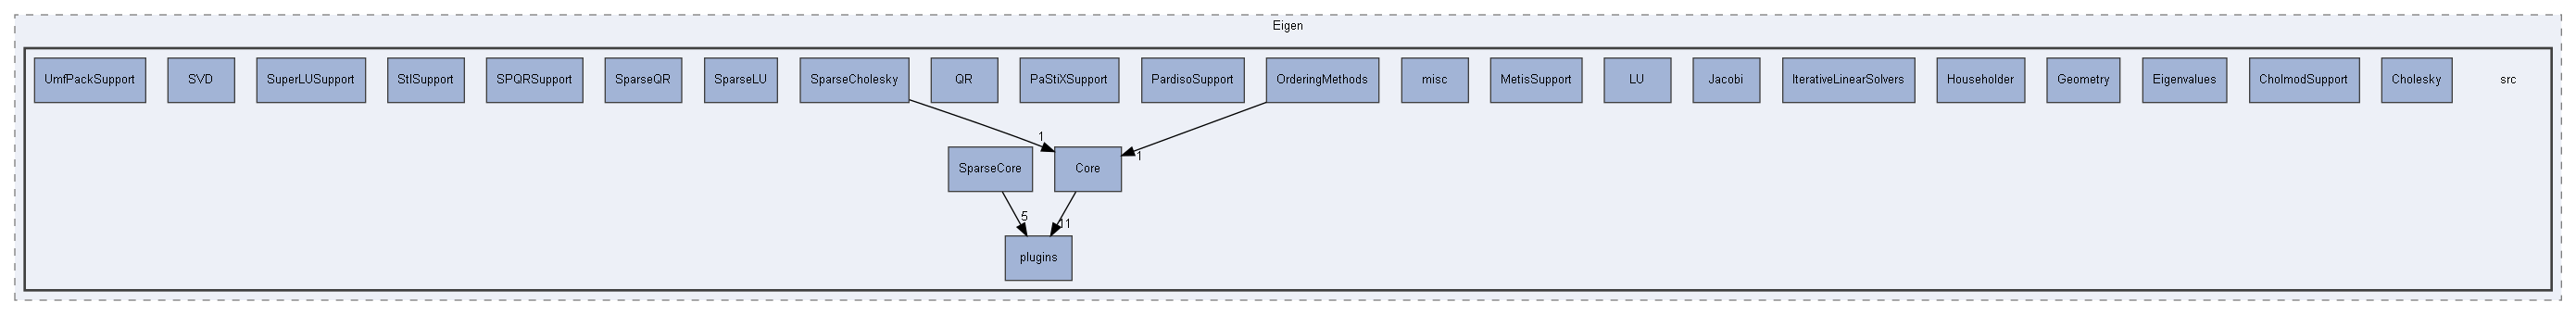 Eigen
UmfPackSupport SVD SuperLUSupport StlSupport SPQRSupport SparseQR SparseLU SparseCholesky QR PaStiXSupport PardisoSupport OrderingMethods misc MetisSupport LU Jacobi IterativeLinearSolvers Householder Geometry Eigenvalues CholmodSupport Cholesky src
1 1
SparseCore Core
5 11
plugins